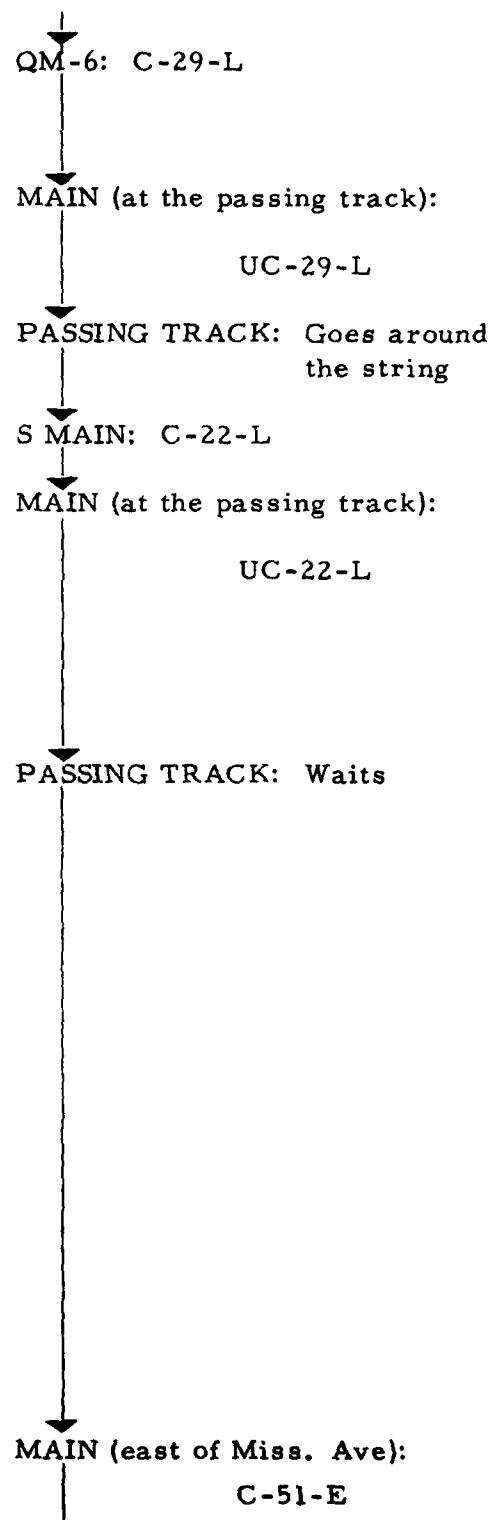 QM-6: C-29-L
MAIN (at the passing track):
UC-29-L
PASSING TRACK: Goes around
the string
S MAIN: C-22-L
MAIN (at the passing track):
UC-22-L
PASSING TRACK: Waits
MAIN (east of Miss. Ave):
C-51-E